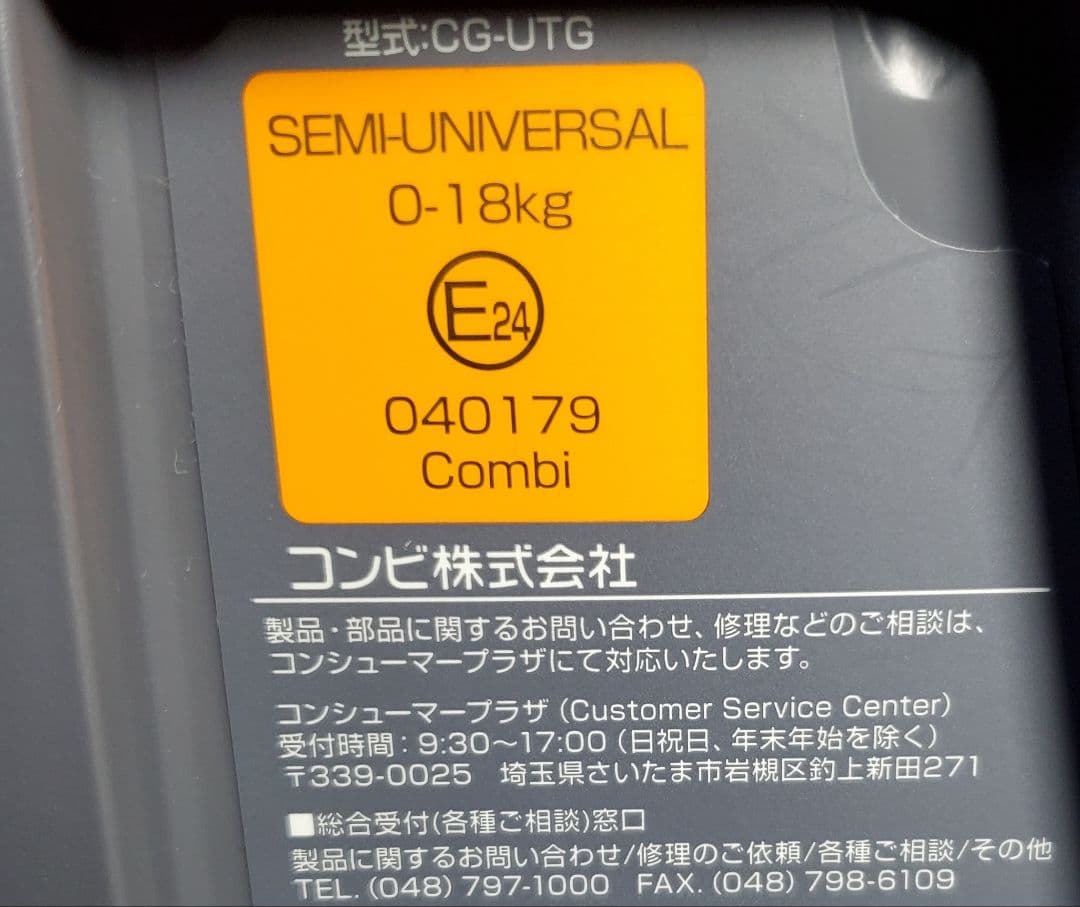 型式:CG-UTG
SEMI-UNIVERSAL
0-18kg
E24
040179
Combi
コンビ株式会社
製品・部品に関するお問い合わせ、修理などのご相談は、
コンシューマープラザにて対応いたします。
コンシューマープラザ (Customer Service Center)
受付時間：9:30～17:00 (日祝日、年末年始を除く)
〒339-0025 埼玉県さいたま市岩槻区釣上新田271
■総合受付(各種ご相談)窓口
製品に関するお問い合わせ/修理のご依頼/各種ご相談/その他
TEL. (048) 797-1000 FAX. (048) 798-6109